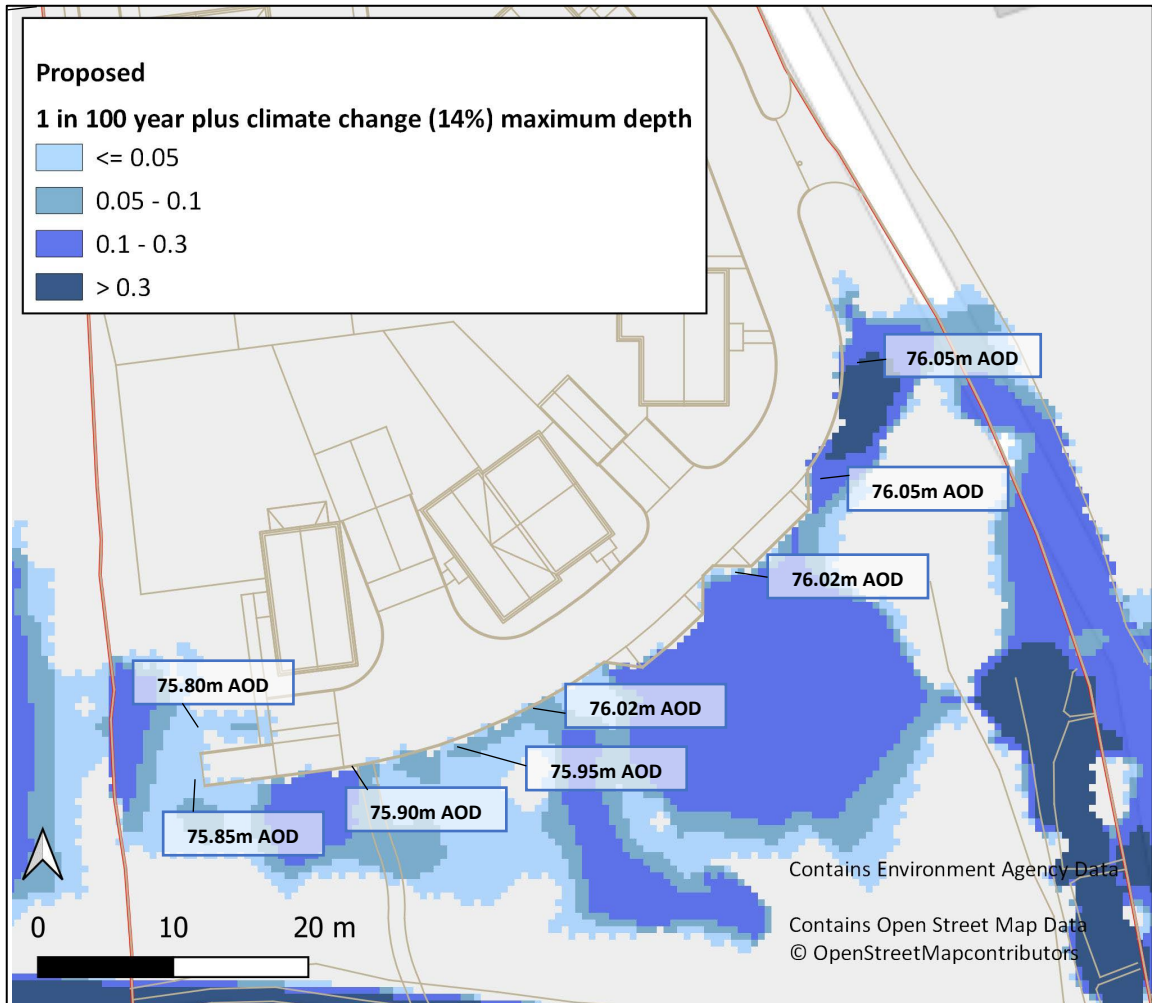 Proposed
1 in 100 year plus climate change (14%) maximum depth
<= 0.05
0.05 - 0.1
0.1 - 0.3
> 0.3
76.05m AOD
76.05m AOD
76.02m AOD
75.80m AOD
76.02m AOD
75.95m AOD
75.90m AOD
75.85m AOD
Contains Environment Agency Data
Contains Open Street Map Data
© OpenStreetMapcontributors
0 10 20 m